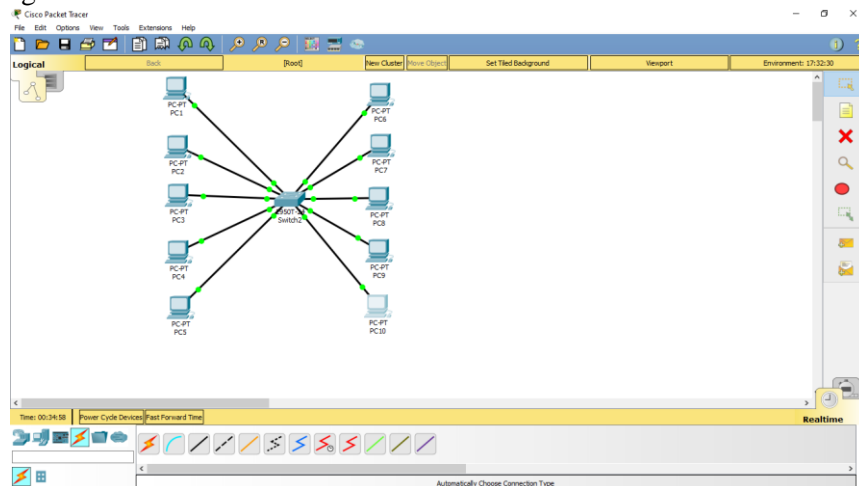 Cisco Packet Tracer
File Edit Options View Tools Extensions Help
Logical Back [Root] New Cluster Move Object Set Tiled Background Viewport Environment: 17:32:30
PC-PT
PC1
PC-PT
PC6
PC-PT
PC2
PC-PT
PC7
PC-PT
PC3
2950T-24
Switch2
PC-PT
PC8
PC-PT
PC4
PC-PT
PC9
PC-PT
PC5
PC-PT
PC10
Time: 00:34:58 Power Cycle Devices Fast Forward Time Realtime
Automatically Choose Connection Type